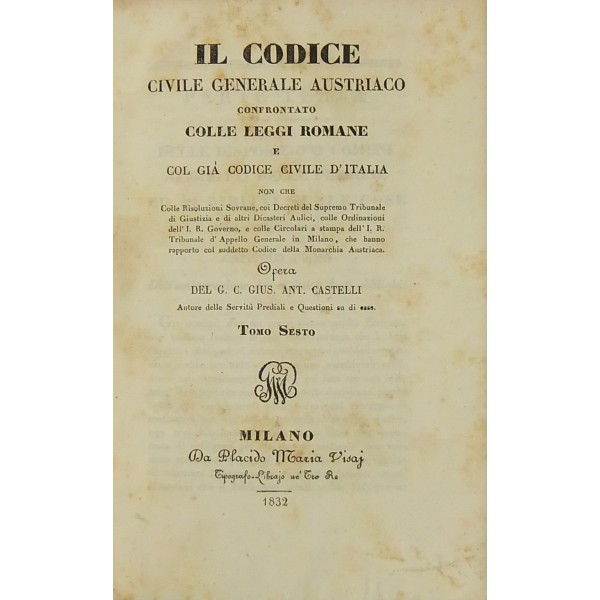 IL CODICE
CIVILE GENERALE AUSTRIACO
CONFRONTATO
COLLE LEGGI ROMANE
E
COL GIÁ CODICE CIVILE D'ITALIA
NON CHE
Colle Risoluzioni Sovrane, coi Decreti del Supremo Tribunale
di Giustizia e di altri Dicasteri Aulici, colle Ordinazioni
dell'I. R. Governo, e colle Circolari a stampa dell'I. R.
Tribunale d'Appello Generale in Milano, che hanno
rapporto col suddetto Codice della Monarchia Austriaca.
Opera
DEL G. C. GIUS. ANT. CASTELLI
Autore delle Servitú Prediali e Questioni su di esse.
TOMO SESTO
MILANO
Da Placido Maria Visaj
Tipografo-Librajo ne' Tre Re
1832